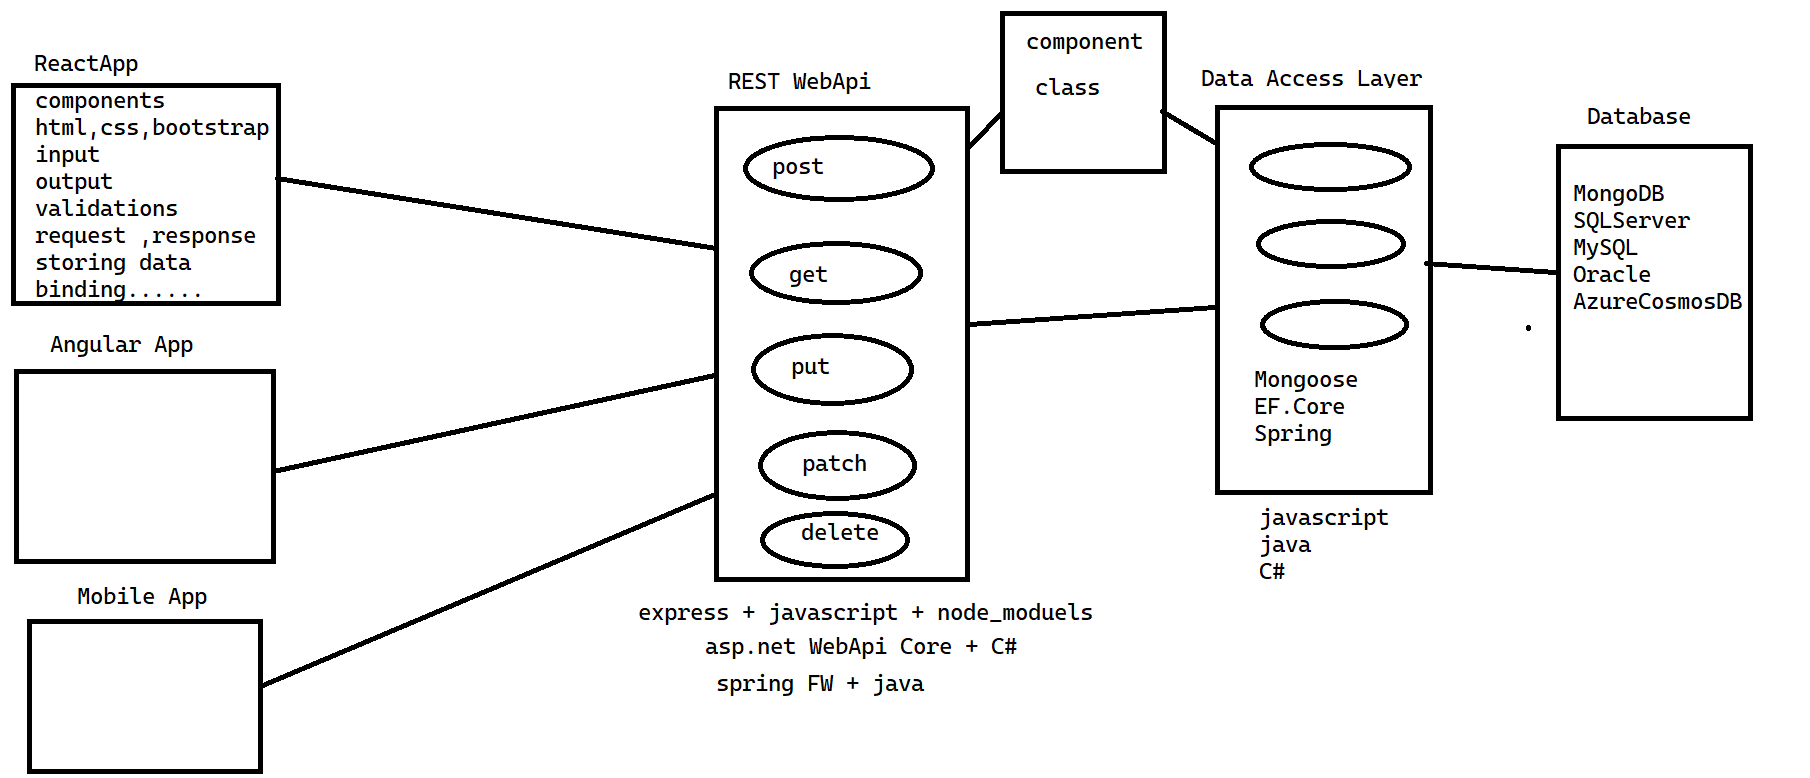 ReactApp
components
html,css,bootstrap
input
output
validations
request ,response
storing data
binding......
Angular App
Mobile App
REST WebApi
post
get
put
patch
delete
express + javascript + node_moduels
asp.net WebApi Core + C#
spring FW + java
component
class
Data Access Layer
Mongoose
EF.Core
Spring
javascript
java
C#
Database
MongoDB
SQLServer
MySQL
Oracle
AzureCosmosDB